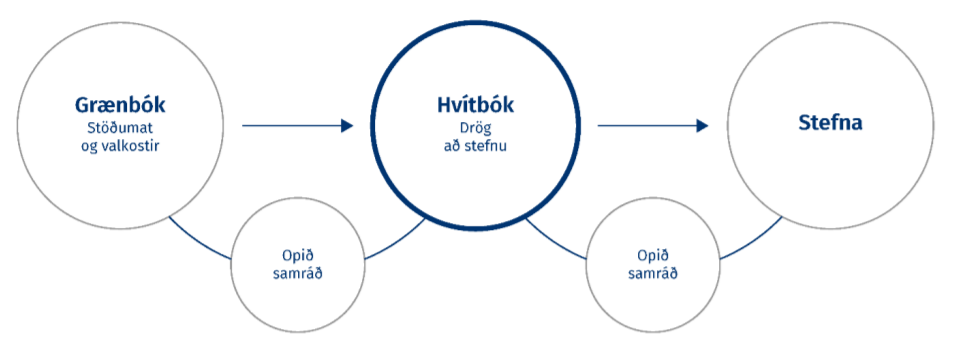 Grænbók
Stöðumat
og valkostir
Hvítbók
Drög
að stefnu
Stefna
Opið
samráð
Opið
samráð